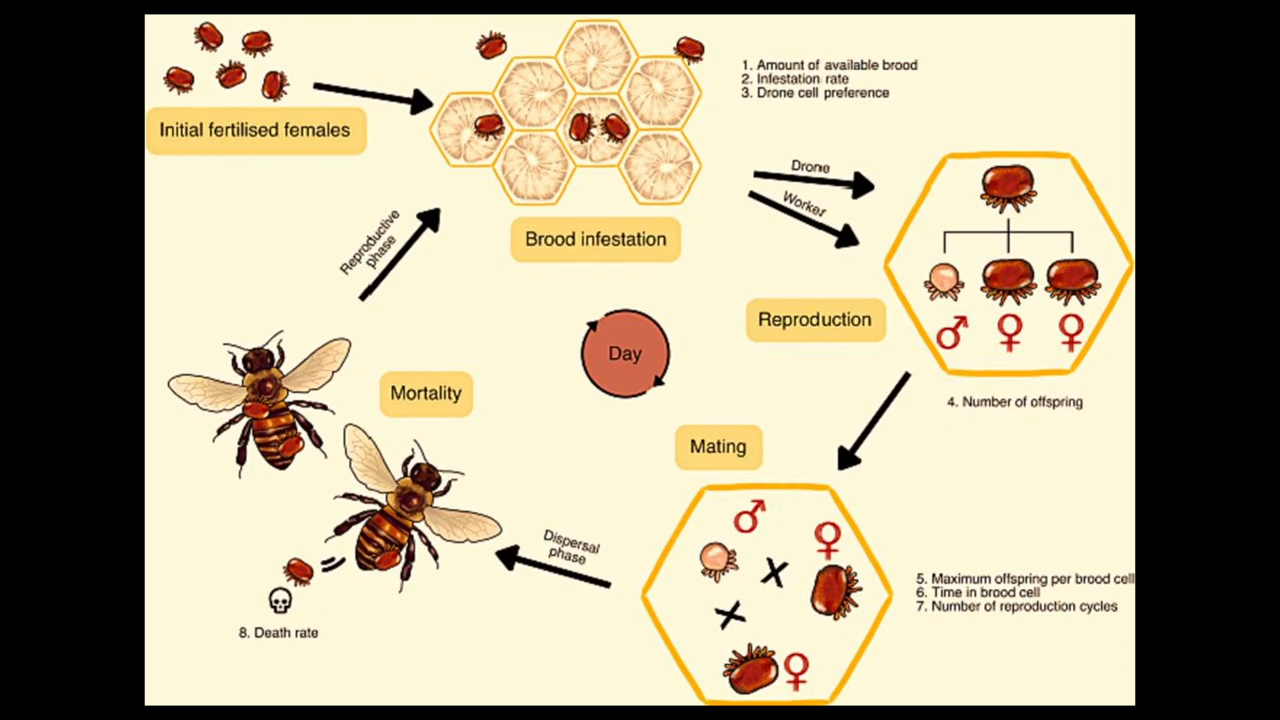 Initial fertilised females
1. Amount of available brood
2. Infestation rate
3. Drone cell preference
Drone
Worker
Brood infestation
Reproductive
phase
Reproduction
Day
Mortality
4. Number of offspring
Mating
Dispersal
phase
5. Maximum offspring per brood cell
6. Time in brood cell
7. Number of reproduction cycles
8. Death rate